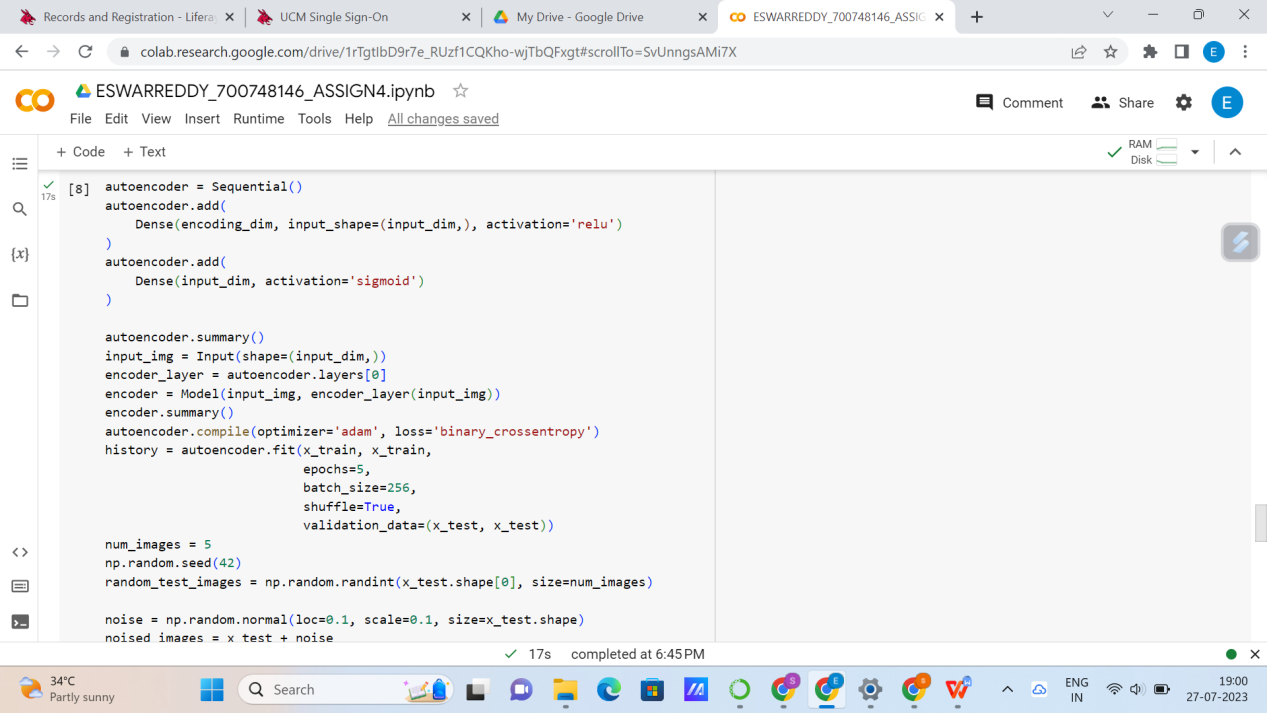 Records and Registration - Liferay
UCM Single Sign-On
My Drive - Google Drive
ESWARREDDY_700748146_ASSIG
colab.research.google.com/drive/1rTgtIbD9r7e_RUzf1CQKho-wjTbQFxgt#scrollTo=SvUnngsAMi7X
E
ESWARREDDY_700748146_ASSIGN4.ipynb
Comment
Share
E
File Edit View Insert Runtime Tools Help All changes saved
+ Code + Text
RAM
Disk
{x}
17s
[8]
autoencoder = Sequential()
autoencoder.add(
Dense(encoding_dim, input_shape=(input_dim,), activation='relu')
)
autoencoder.add(
Dense(input_dim, activation='sigmoid')
)
autoencoder.summary()
input_img = Input(shape=(input_dim,))
encoder_layer = autoencoder.layers[0]
encoder = Model(input_img, encoder_layer(input_img))
encoder.summary()
autoencoder.compile(optimizer='adam', loss='binary_crossentropy')
history = autoencoder.fit(x_train, x_train,
epochs=5,
batch_size=256,
shuffle=True,
validation_data=(x_test, x_test))
num_images = 5
np.random.seed(42)
random_test_images = np.random.randint(x_test.shape[0], size=num_images)
noise = np.random.normal(loc=0.1, scale=0.1, size=x_test.shape)
noised_images = x_test + noise
17s completed at 6:45 PM
34°C
Partly sunny
Search
S
E
S
ENG
IN
19:00
27-07-2023